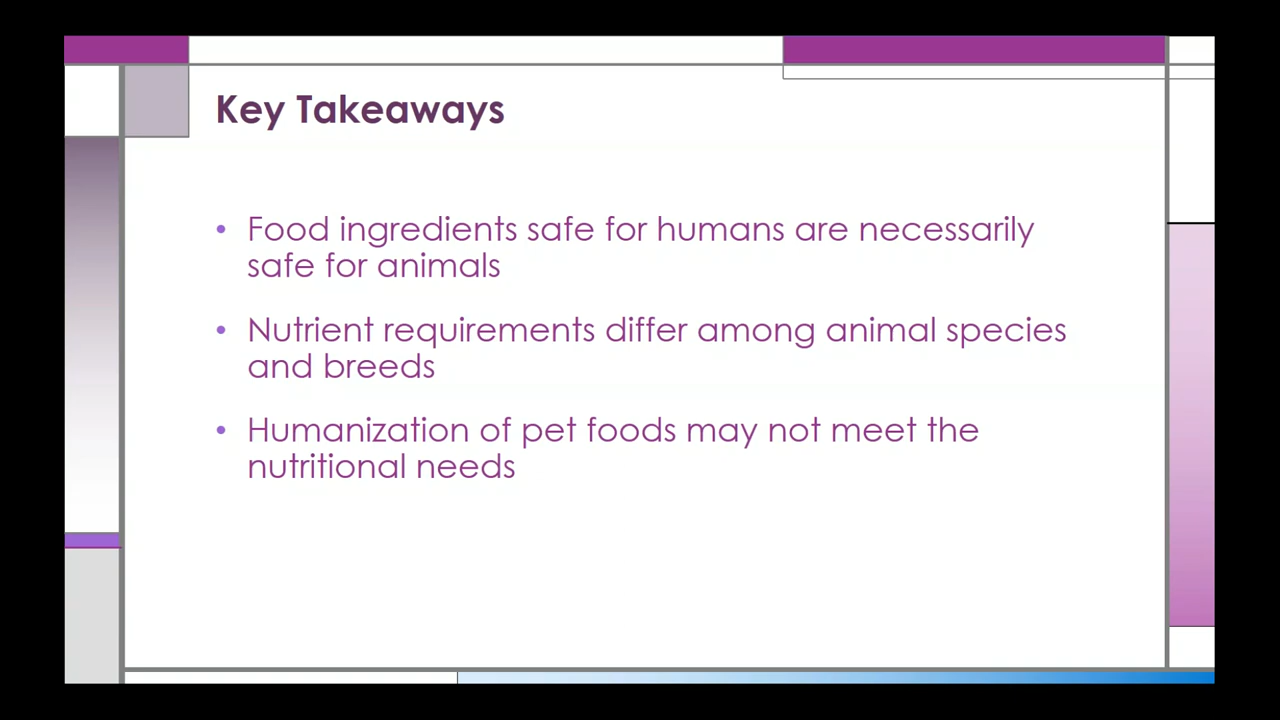 Key Takeaways
• Food ingredients safe for humans are necessarily
safe for animals
• Nutrient requirements differ among animal species
and breeds
• Humanization of pet foods may not meet the
nutritional needs